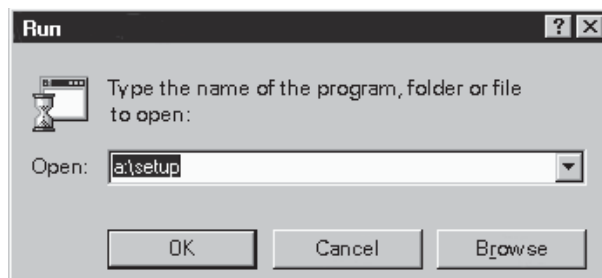 Run
Type the name of the program, folder or file
to open:
Open: a:\setup
OK Cancel Browse